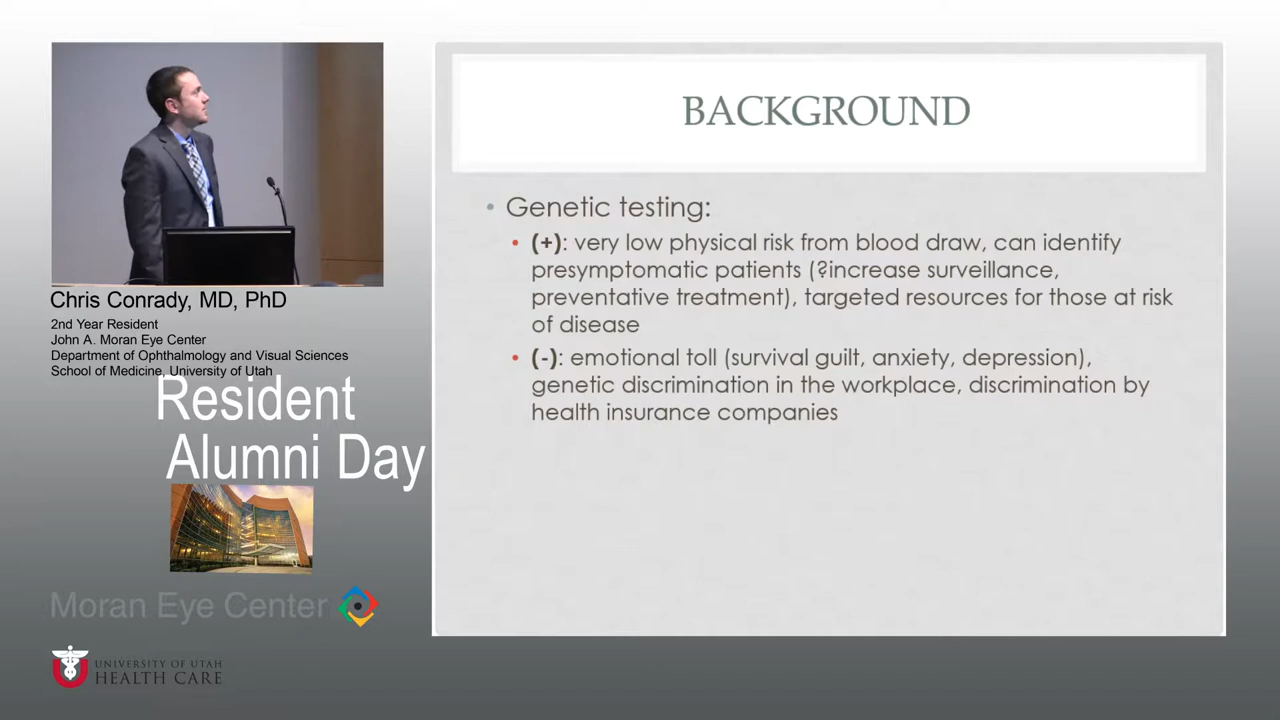 Chris Conrady, MD, PhD
2nd Year Resident
John A. Moran Eye Center
Department of Ophthalmology and Visual Sciences
School of Medicine, University of Utah
Resident
Alumni Day
Moran Eye Center
UNIVERSITY OF UTAH
HEALTH CARE
BACKGROUND
• Genetic testing:
• (+): very low physical risk from blood draw, can identify
presymptomatic patients (?increase surveillance,
preventative treatment), targeted resources for those at risk
of disease
• (-): emotional toll (survival guilt, anxiety, depression),
genetic discrimination in the workplace, discrimination by
health insurance companies